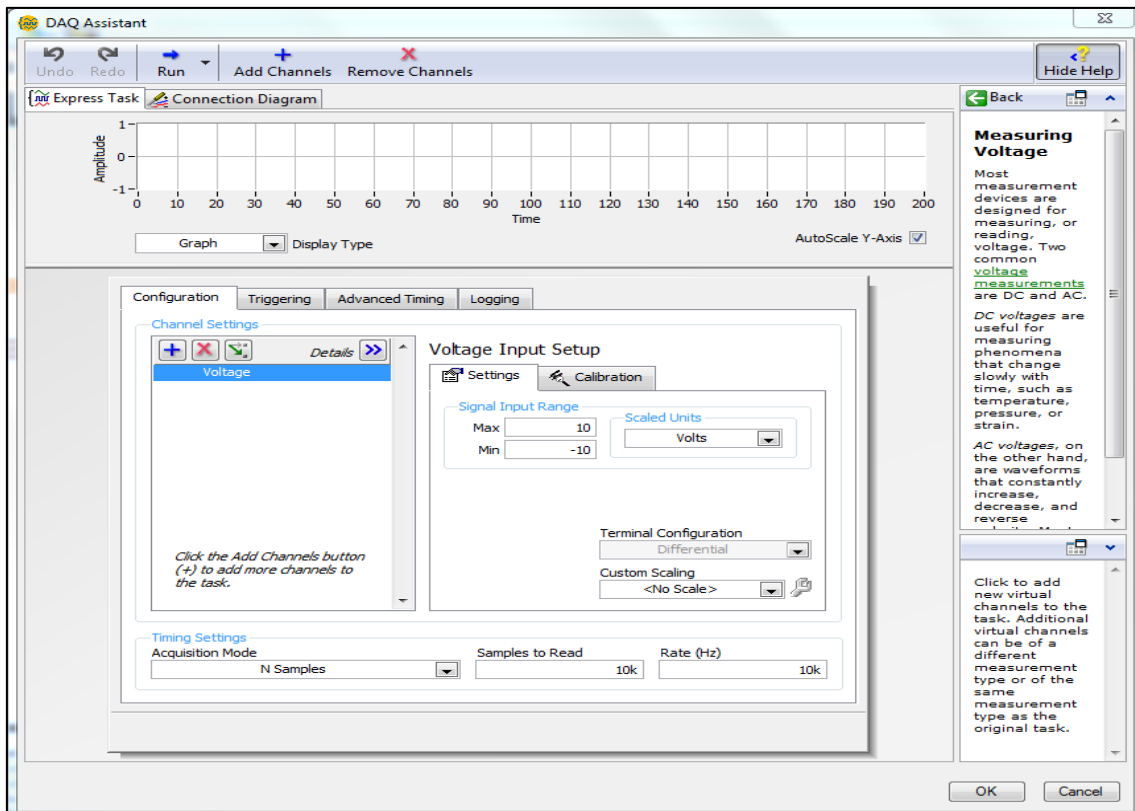 DAQ Assistant
Undo Redo Run Add Channels Remove Channels Hide Help
Express Task Connection Diagram
Amplitude
1
0
-1
0 10 20 30 40 50 60 70 80 90 100 110 120 130 140 150 160 170 180 190 200
Time
Graph Display Type AutoScale Y-Axis
Configuration Triggering Advanced Timing Logging
Channel Settings
Details
Voltage
Click the Add Channels button
(+) to add more channels to
the task.
Voltage Input Setup
Settings Calibration
Signal Input Range
Max 10
Min -10
Scaled Units
Volts
Terminal Configuration
Differential
Custom Scaling
<No Scale>
Timing Settings
Acquisition Mode Samples to Read Rate (Hz)
N Samples 10k 10k
Back
Measuring
Voltage
Most
measurement
devices are
designed for
measuring, or
reading,
voltage. Two
common
voltage
measurements
are DC and AC.
DC voltages are
useful for
measuring
phenomena
that change
slowly with
time, such as
temperature,
pressure, or
strain.
AC voltages, on
the other hand,
are waveforms
that constantly
increase,
decrease, and
reverse
Click to add
new virtual
channels to the
task. Additional
virtual channels
can be of a
different
measurement
type or of the
same
measurement
type as the
original task.
OK Cancel